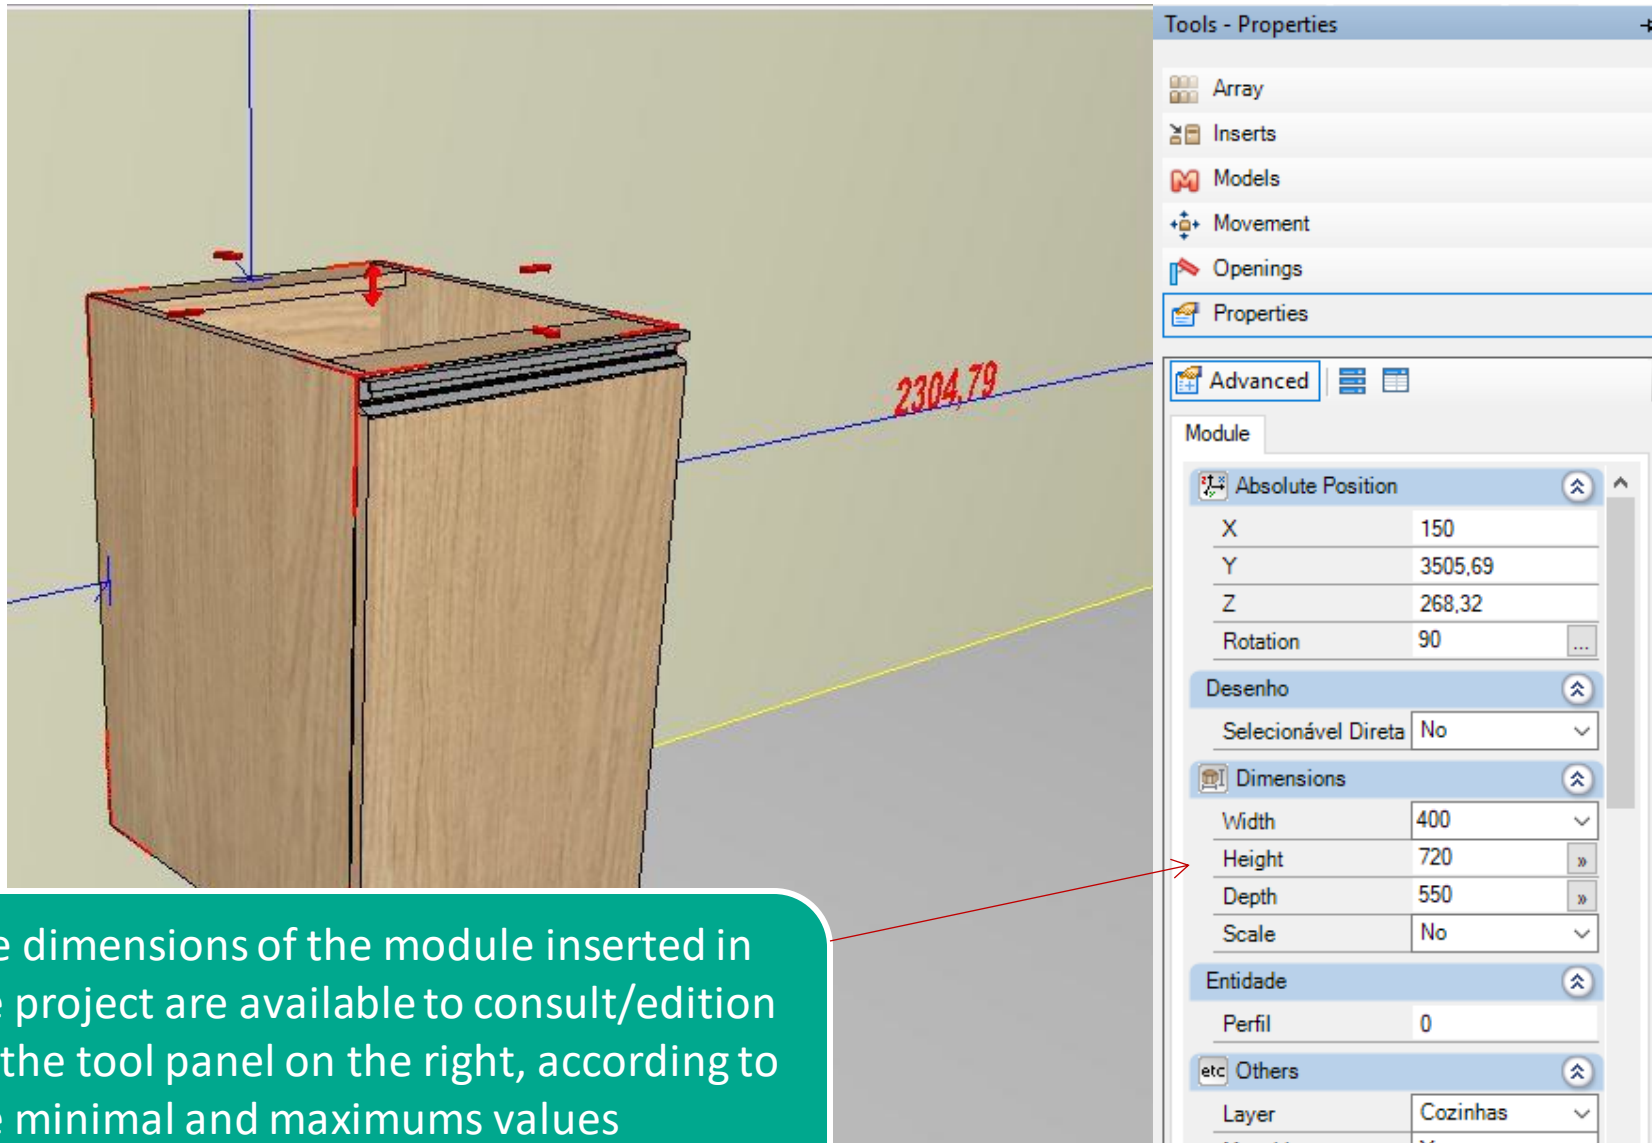 Tools - Properties
Array
Inserts
Models
Movement
Openings
Properties
Advanced
Module
Absolute Position
X 150
Y 3505,69
Z 268,32
Rotation 90 ...
Desenho
Selecionável Direta No
Dimensions
Width 400
Height 720 »
Depth 550 »
Scale No
Entidade
Perfil 0
etc Others
Layer Cozinhas
2304,79
dimensions of the module inserted in
project are available to consult/edition
the tool panel on the right, according to
minimal and maximums values